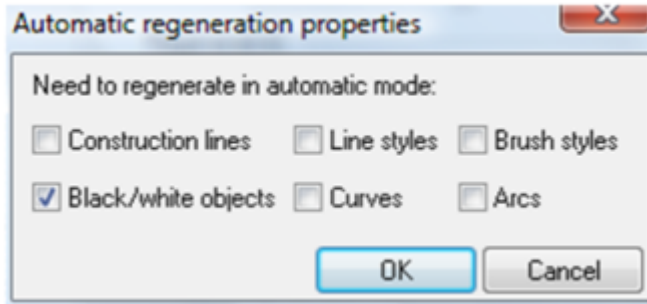 Automatic regeneration properties
Need to regenerate in automatic mode:
Construction lines Line styles Brush styles
Black/white objects Curves Arcs
OK Cancel